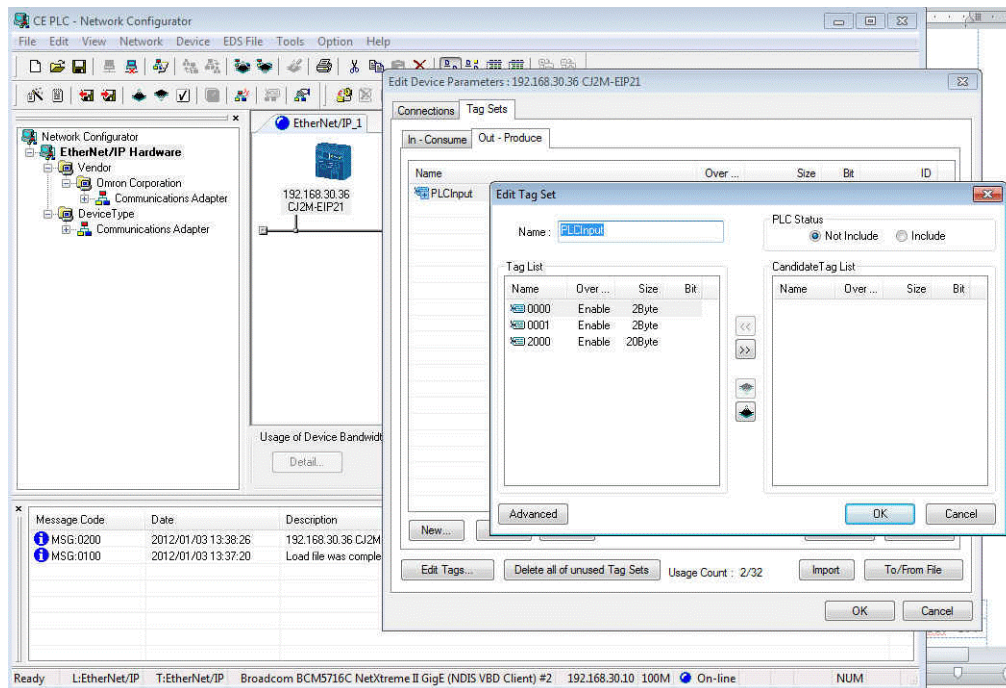 CE PLC - Network Configurator
File Edit View Network Device EDS File Tools Option Help
Network Configurator
EtherNet/IP Hardware
Vendor
Omron Corporation
Communications Adapter
DeviceType
Communications Adapter
EtherNet/IP_1
192.168.30.36
CJ2M-EIP21
Usage of Device Bandwidt
Detail...
Edit Device Parameters : 192.168.30.36 CJ2M-EIP21
Connections Tag Sets
In - Consume Out - Produce
Name Over ... Size Bit ID
PLCInput
Edit Tag Set
Name : PLCInput
PLC Status
Not Include Include
Tag List
Name Over ... Size Bit
0000 Enable 2Byte
0001 Enable 2Byte
2000 Enable 20Byte
<<
>>
CandidateTag List
Name Over ... Size Bit
Advanced OK Cancel
New...
Edit Tags... Delete all of unused Tag Sets Usage Count : 2/32 Import To/From File
OK Cancel
Message Code Date Description
MSG:0200 2012/01/03 13:38:26 192.168.30.36 CJ2M
MSG:0100 2012/01/03 13:37:20 Load file was comple
Ready L:EtherNet/IP T:EtherNet/IP Broadcom BCM5716C NetXtreme II GigE (NDIS VBD Client) #2 192.168.30.10 100M On-line NUM